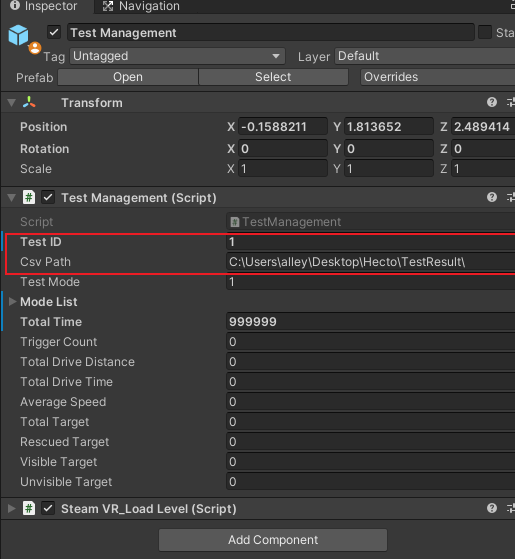 Inspector Navigation
Test Management Sta
Tag Untagged Layer Default
Prefab Open Select Overrides
Transform
Position X -0.1588211 Y 1.813652 Z 2.489414
Rotation X 0 Y 0 Z 0
Scale X 1 Y 1 Z 1
# Test Management (Script)
Script # TestManagement
Test ID 1
Csv Path C:\Users\alley\Desktop\Hecto\TestResult\
Test Mode 1
Mode List
Total Time 999999
Trigger Count 0
Total Drive Distance 0
Total Drive Time 0
Average Speed 0
Total Target 0
Rescued Target 0
Visible Target 0
Unvisible Target 0
# Steam VR_Load Level (Script)
Add Component